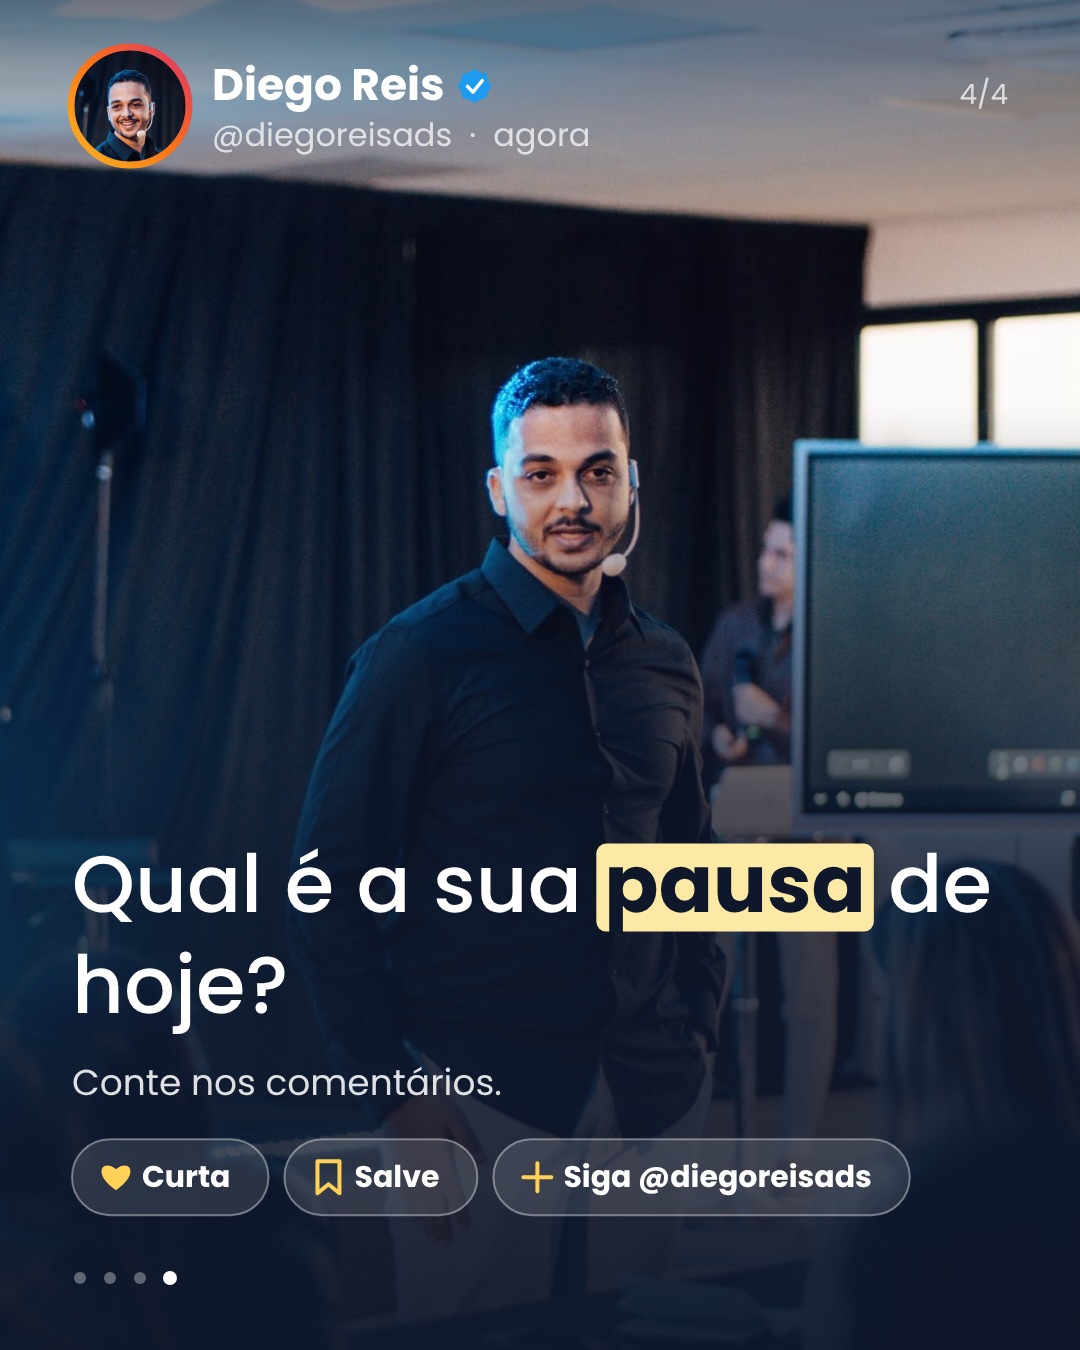 Diego Reis
@diegoreisads · agora
4/4
Qual é a sua pausa de
hoje?
Conte nos comentários.
Curta
Salve
Siga @diegoreisads